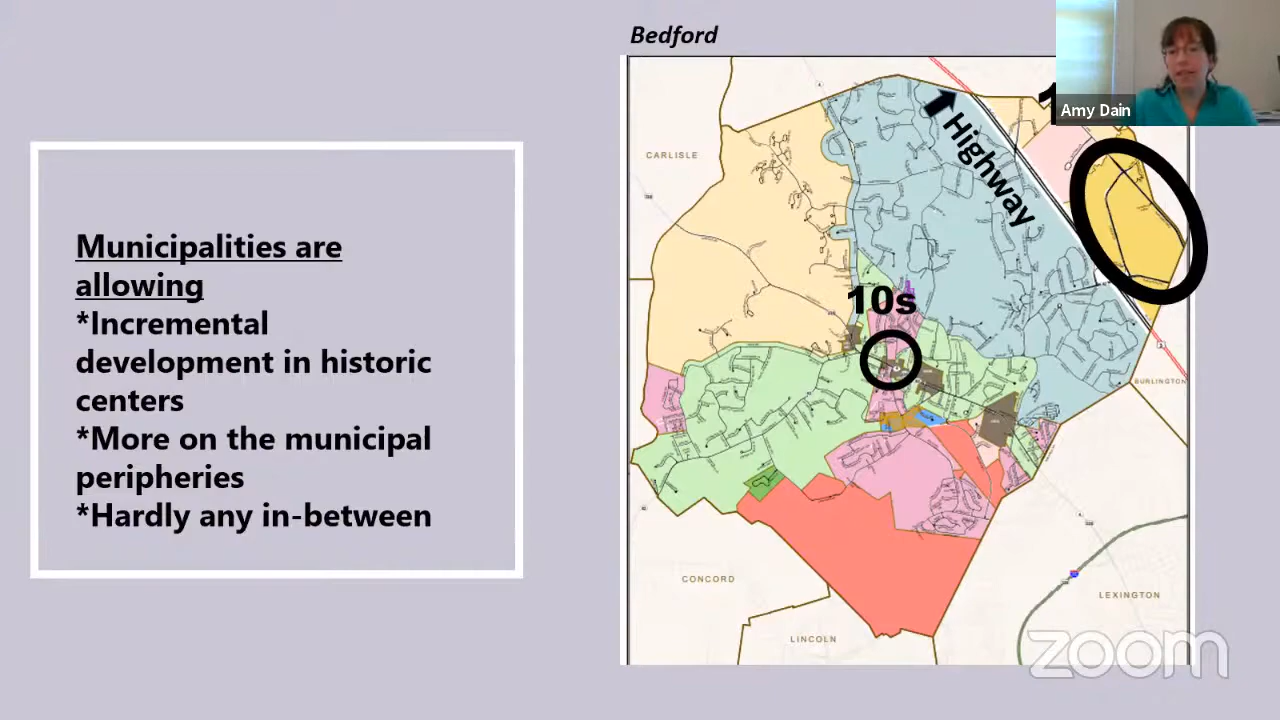 Bedford
Amy Dain
CARLISLE
Highway
10s
Municipalities are
allowing
*Incremental
development in historic
centers
*More on the municipal
peripheries
*Hardly any in-between
BURLINGTON
CONCORD
LEXINGTON
LINCOLN
zoom